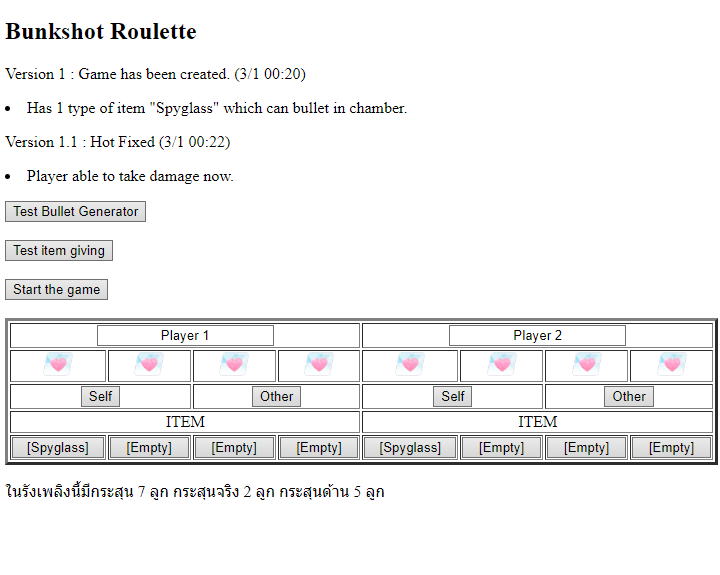 Bunkshot Roulette
Version 1 : Game has been created. (3/1 00:20)
• Has 1 type of item "Spyglass" which can bullet in chamber.
Version 1.1 : Hot Fixed (3/1 00:22)
• Player able to take damage now.
Test Bullet Generator
Test item giving
Start the game
Player 1 Player 2
Self Other Self Other
ITEM ITEM
[Spyglass] [Empty] [Empty] [Empty] [Spyglass] [Empty] [Empty] [Empty]
ในรังเพลิงนี้มีกระสุน 7 ลูก กระสุนจริง 2 ลูก กระสุนด้าน 5 ลูก